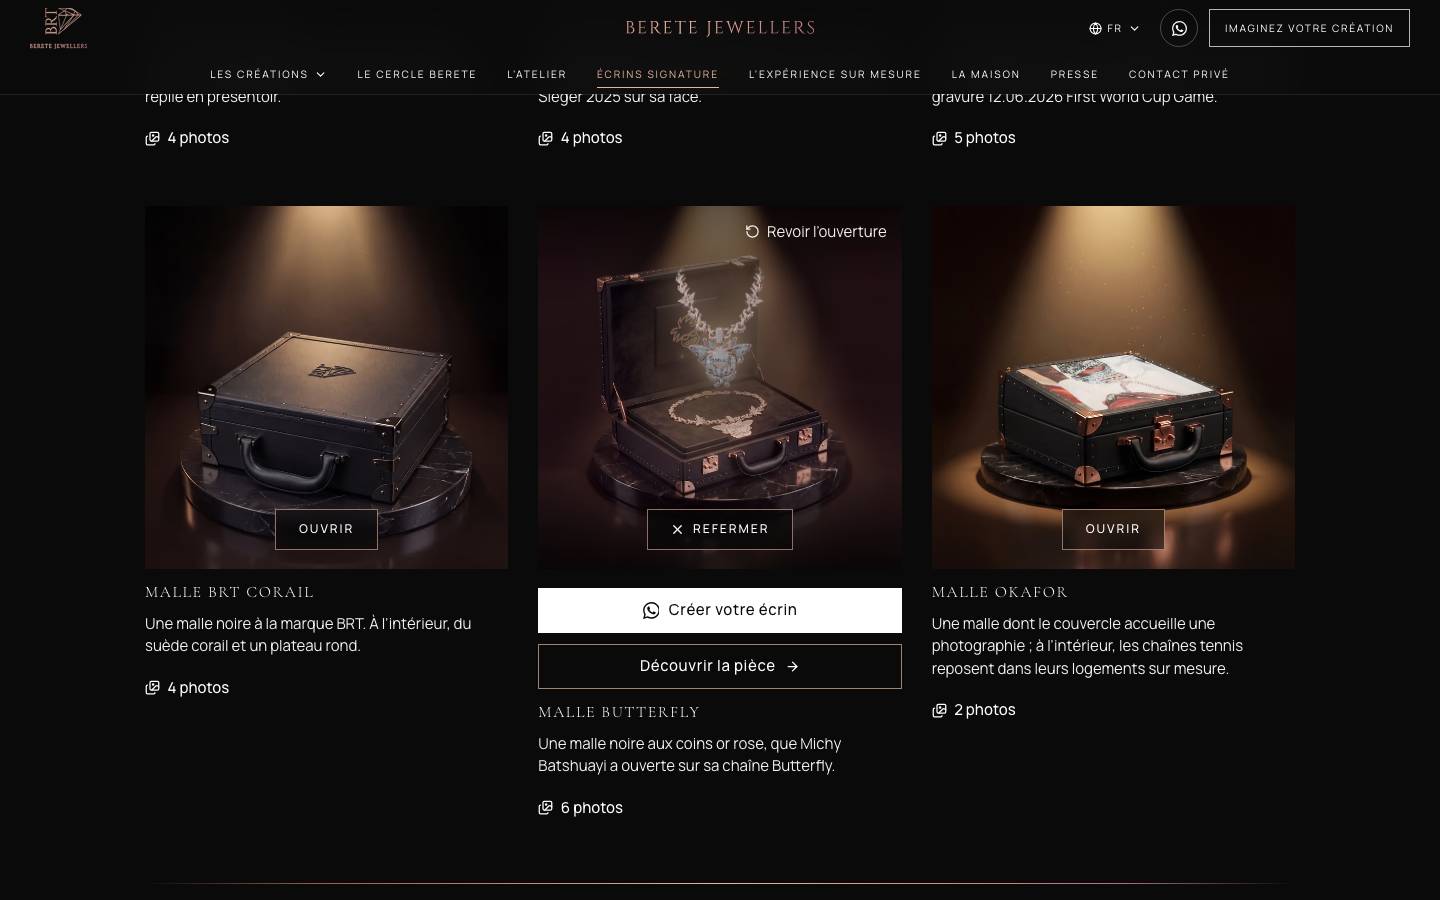 BRT
BERETE JEWELLERS
BERETE JEWELLERS
FR
IMAGINEZ VOTRE CRÉATION
LES CRÉATIONS
LE CERCLE BERETE
L'ATELIER
ÉCRINS SIGNATURE
L'EXPÉRIENCE SUR MESURE
LA MAISON
PRESSE
CONTACT PRIVÉ
replié en présentoir.
Sieger 2025 sur sa face.
gravure 12.06.2026 First World Cup Game.
4 photos
4 photos
5 photos
OUVRIR
MALLE BRT CORAIL
Une malle noire à la marque BRT. À l'intérieur, du
suède corail et un plateau rond.
4 photos
Revoir l'ouverture
REFERMER
Créer votre écrin
Découvrir la pièce
MALLE BUTTERFLY
Une malle noire aux coins or rose, que Michy
Batshuayi a ouverte sur sa chaîne Butterfly.
6 photos
OUVRIR
MALLE OKAFOR
Une malle dont le couvercle accueille une
photographie ; à l'intérieur, les chaînes tennis
reposent dans leurs logements sur mesure.
2 photos